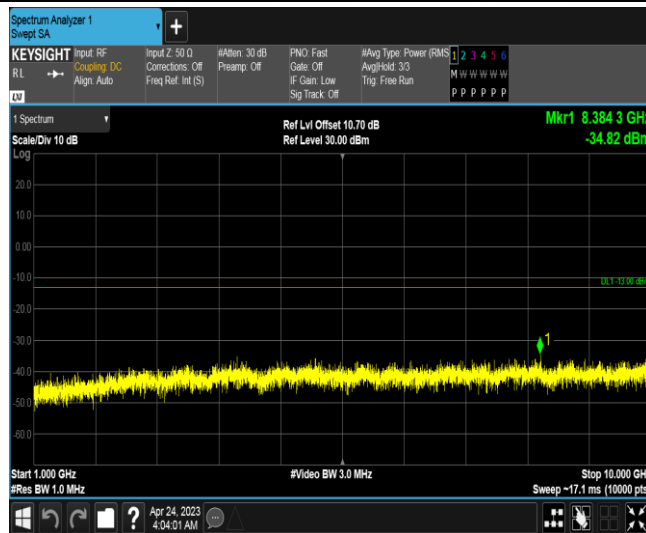 Spectrum Analyzer 1
Swept SA
KEYSIGHT
RL
LXI
Input: RF
Coupling: DC
Align: Auto
Input Z: 50 Ω
Corrections: Off
Freq Ref: Int (S)
#Atten: 30 dB
Preamp: Off
PNO: Fast
Gate: Off
IF Gain: Low
Sig Track: Off
#Avg Type: Power (RMS
Avg|Hold: 3/3
Trig: Free Run
1 2 3 4 5 6
M W W W W W
P P P P P P
1 Spectrum
Scale/Div 10 dB
Log
Ref Lvl Offset 10.70 dB
Ref Level 30.00 dBm
Mkr1 8.384 3 GHz
-34.82 dBm
20.0
10.0
0.00
-10.0
-20.0
-30.0
-40.0
-50.0
-60.0
DL1 -13.00 dBm
1
Start 1.000 GHz
#Res BW 1.0 MHz
#Video BW 3.0 MHz
Stop 10.000 GHz
Sweep ~17.1 ms (10000 pts
?
Apr 24, 2023
4:04:01 AM